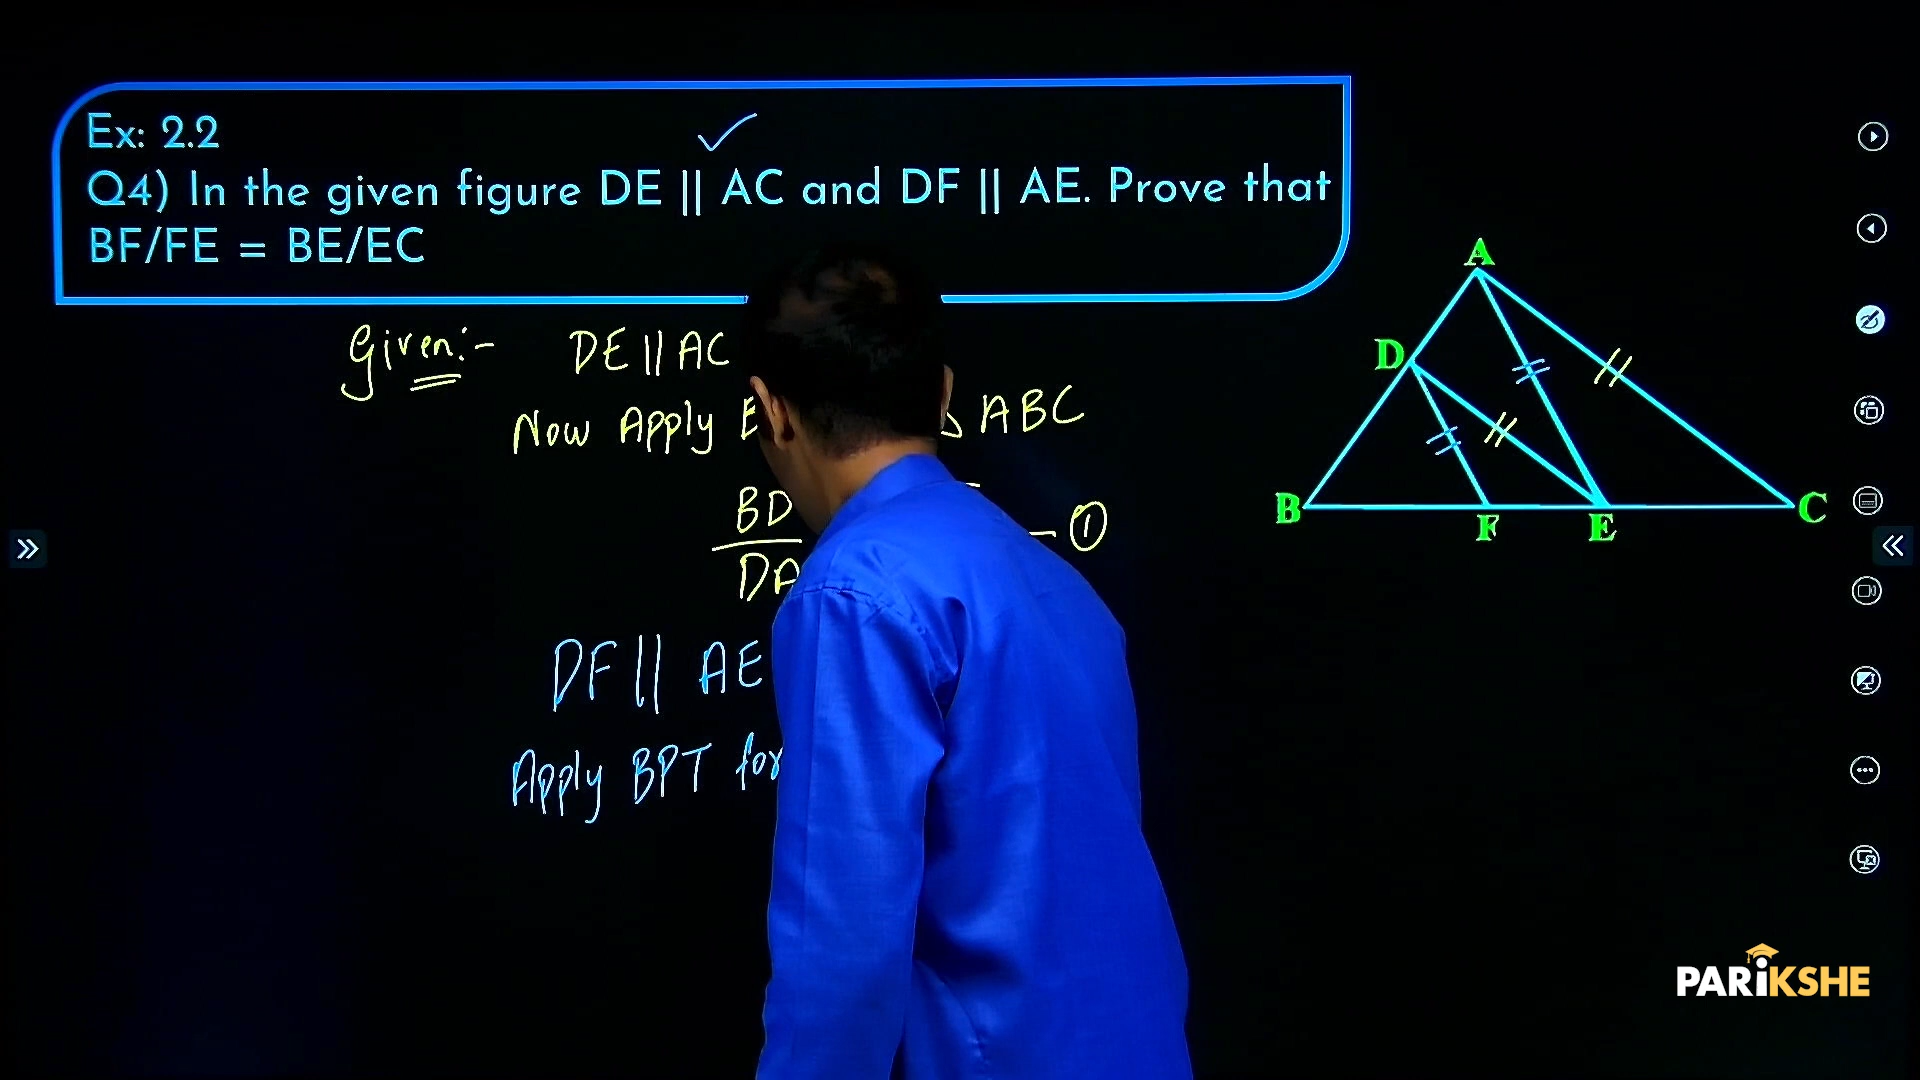 Ex: 2.2
Q4) In the given figure DE || AC and DF || AE. Prove that
BF/FE = BE/EC
Given:- DE || AC
Now Apply ABC
BD
DA
— ①
DF || AE
Apply BPT for
A
D
B
F
E
C
PARiKSHE